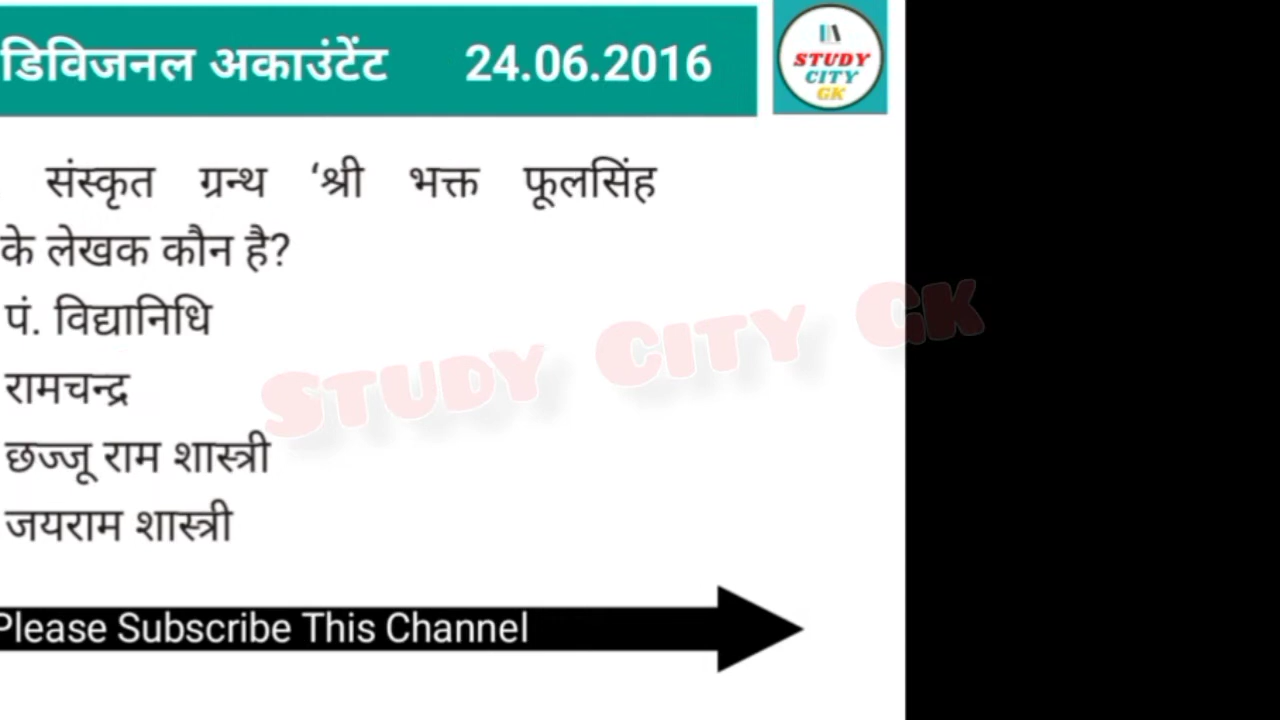 डिविजनल अकाउंटेंट 24.06.2016
STUDY
CITY
GK
संस्कृत ग्रन्थ ‘श्री भक्त फूलसिंह
के लेखक कौन है?
पं. विद्यानिधि
रामचन्द्र
छज्जू राम शास्त्री
जयराम शास्त्री
STUDY CITY GK
Please Subscribe This Channel